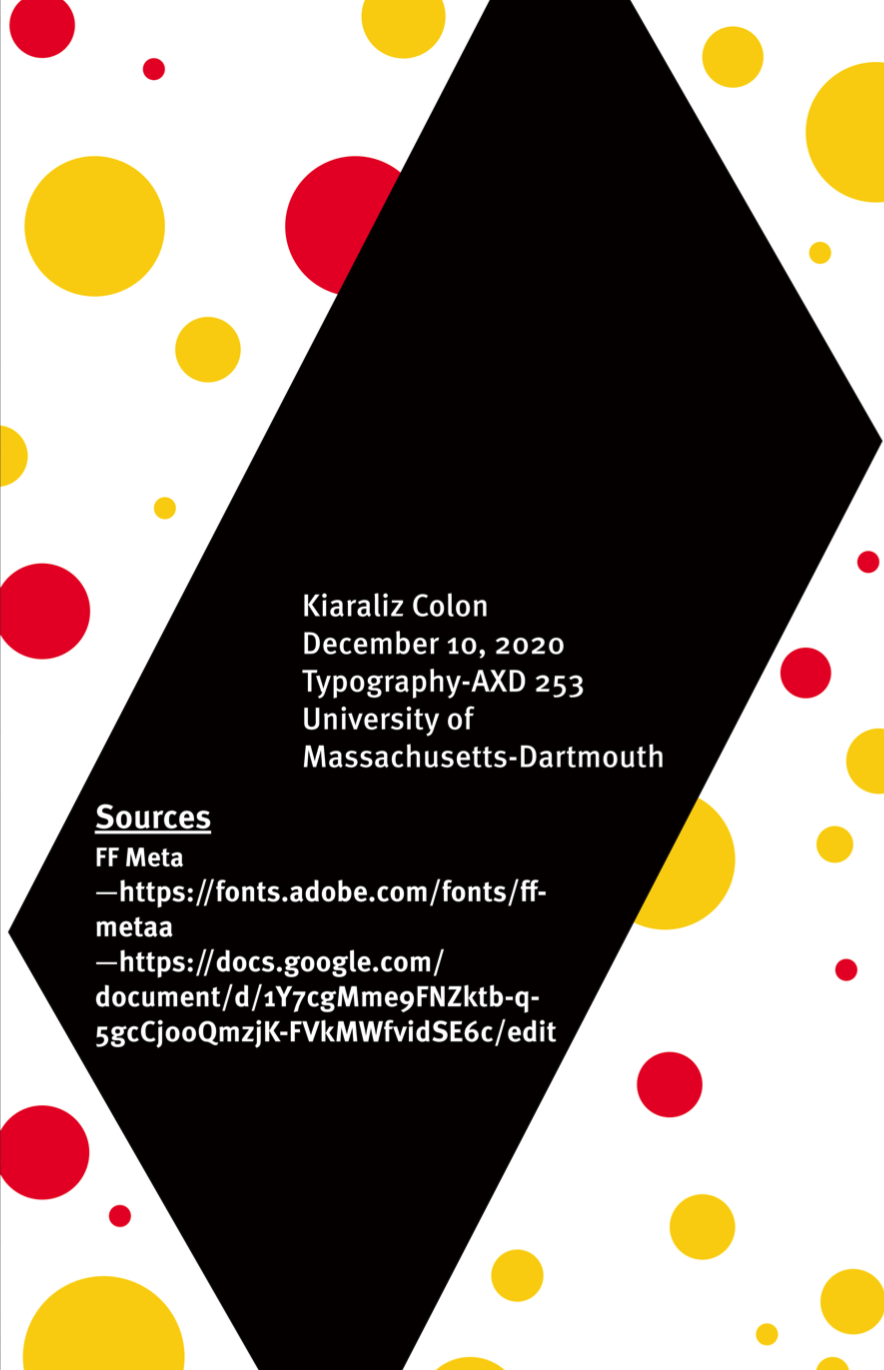 Kiaraliz Colon
December 10, 2020
Typography-AXD 253
University of
Massachusetts-Dartmouth
Sources
FF Meta
—https://fonts.adobe.com/fonts/ff-
metaa
—https://docs.google.com/
document/d/1Y7cgMme9FNZktb-q-
5gcCjooQmzjK-FVkMWfvidSE6c/edit